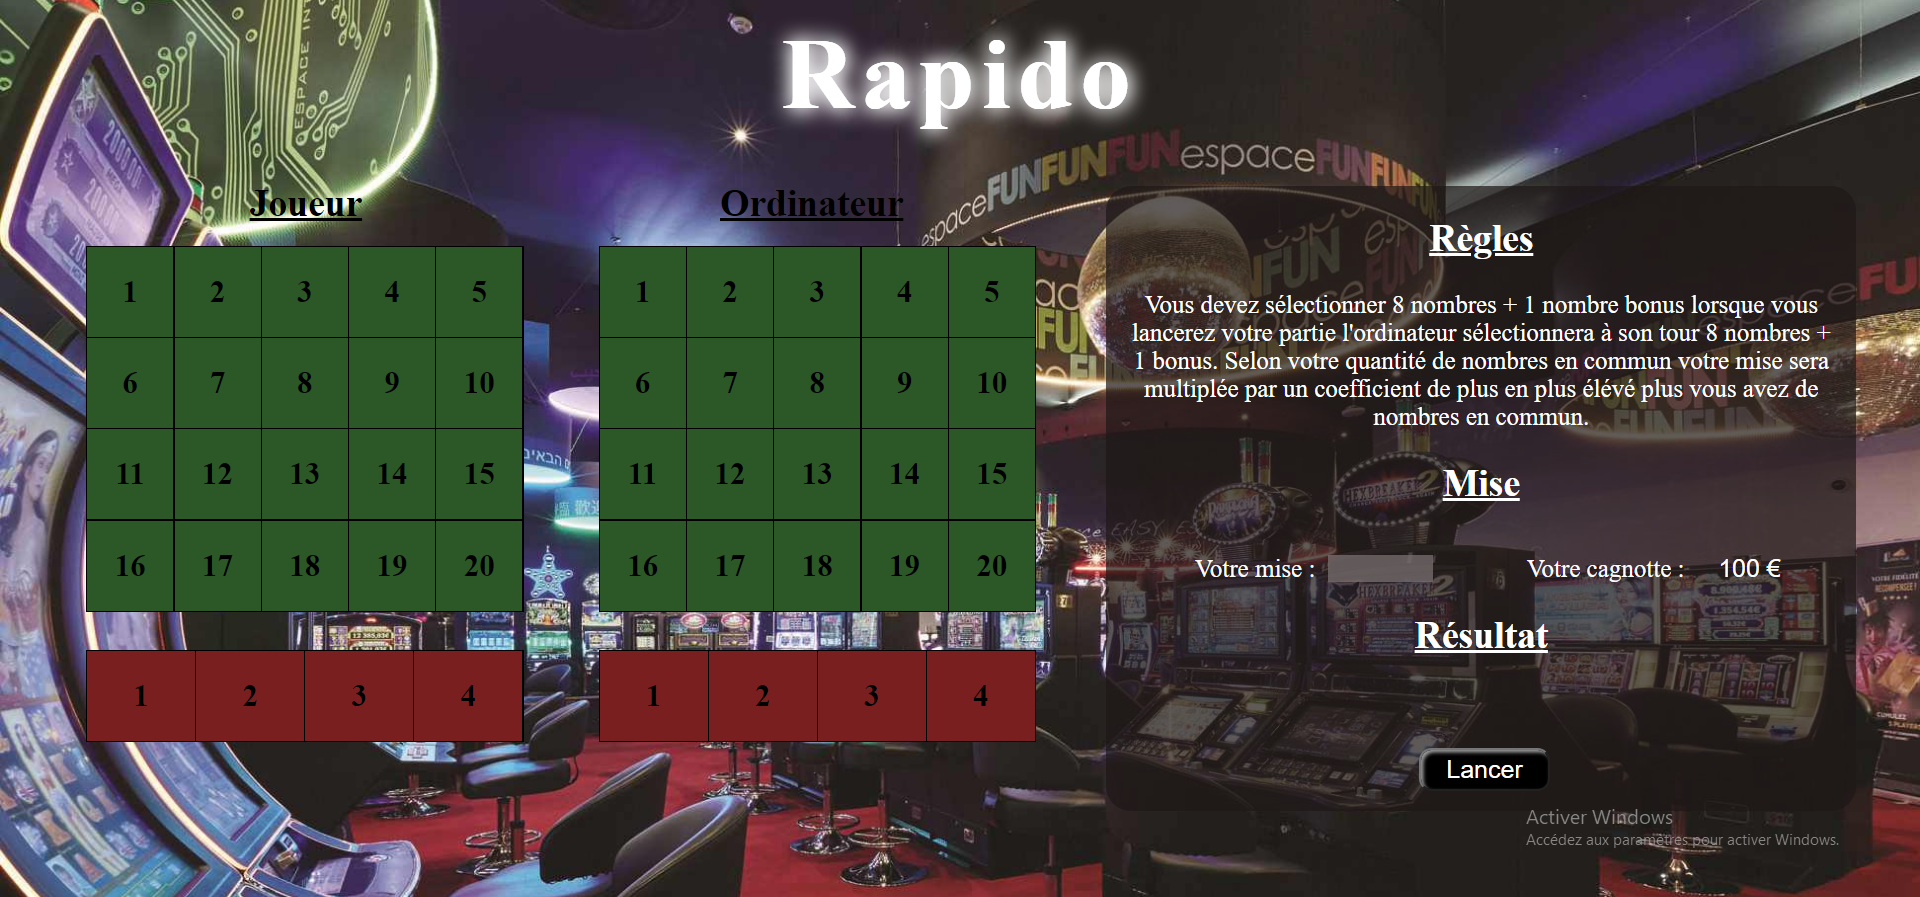 Rapido
ESPACE INT
espaceFUNFUNFUNespaceFUNFUN
Joueur
Ordinateur
1 2 3 4 5
6 7 8 9 10
11 12 13 14 15
16 17 18 19 20
1 2 3 4
1 2 3 4 5
6 7 8 9 10
11 12 13 14 15
16 17 18 19 20
1 2 3 4
Règles
Vous devez sélectionner 8 nombres + 1 nombre bonus lorsque vous
lancerez votre partie l'ordinateur sélectionnera à son tour 8 nombres +
1 bonus. Selon votre quantité de nombres en commun votre mise sera
multiplée par un coefficient de plus en plus élévé plus vous avez de
nombres en commun.
Mise
Votre mise :
Votre cagnotte : 100 €
Résultat
Lancer
Activer Windows
Accédez aux paramètres pour activer Windows.